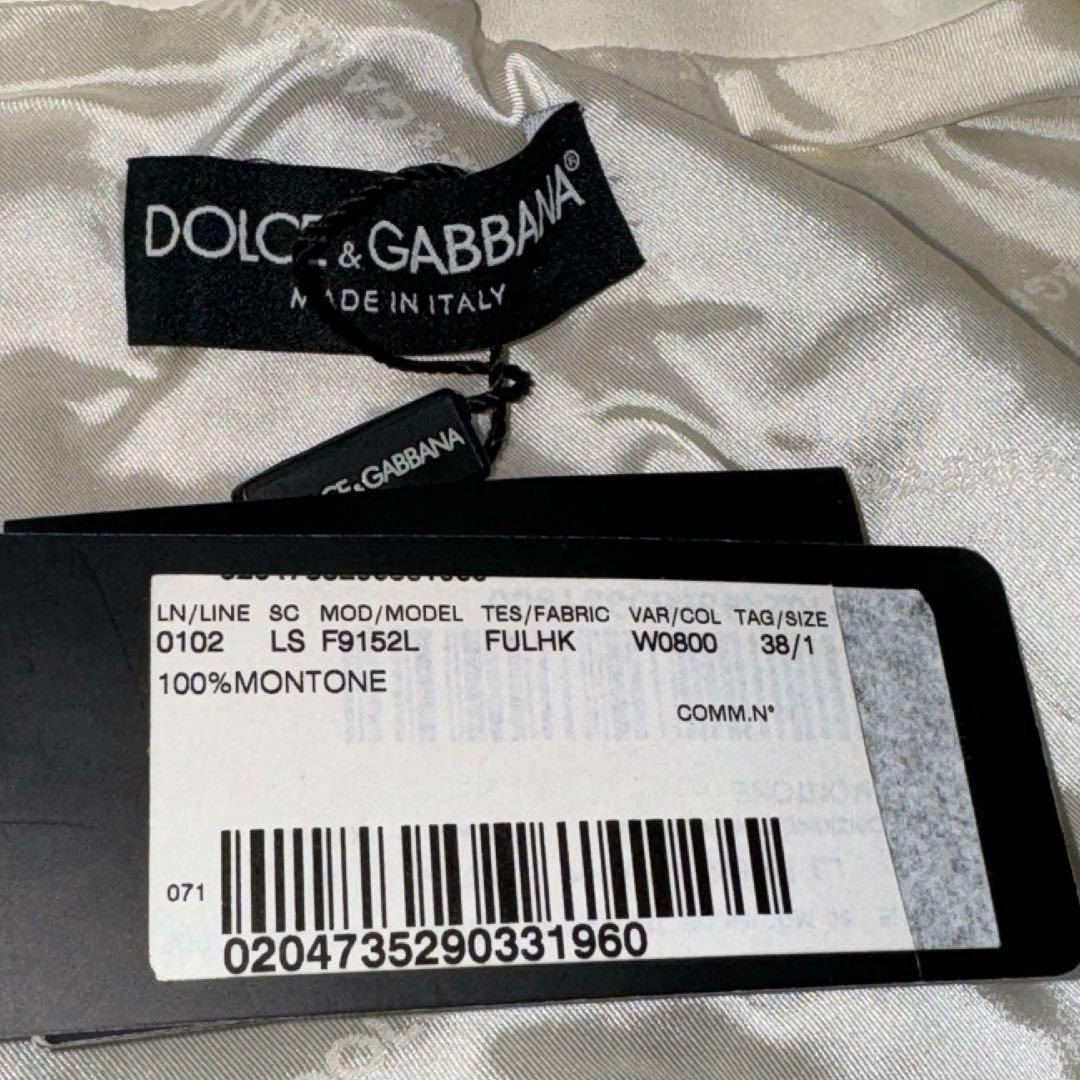 DOLCE & GABBANA®
MADE IN ITALY
CE & GABBANA
LN/LINE SC MOD/MODEL TES/FABRIC VAR/COL TAG/SIZE
0102 LS F9152L FULHK W0800 38/1
100%MONTONE
COMM.N°
071
0204735290331960